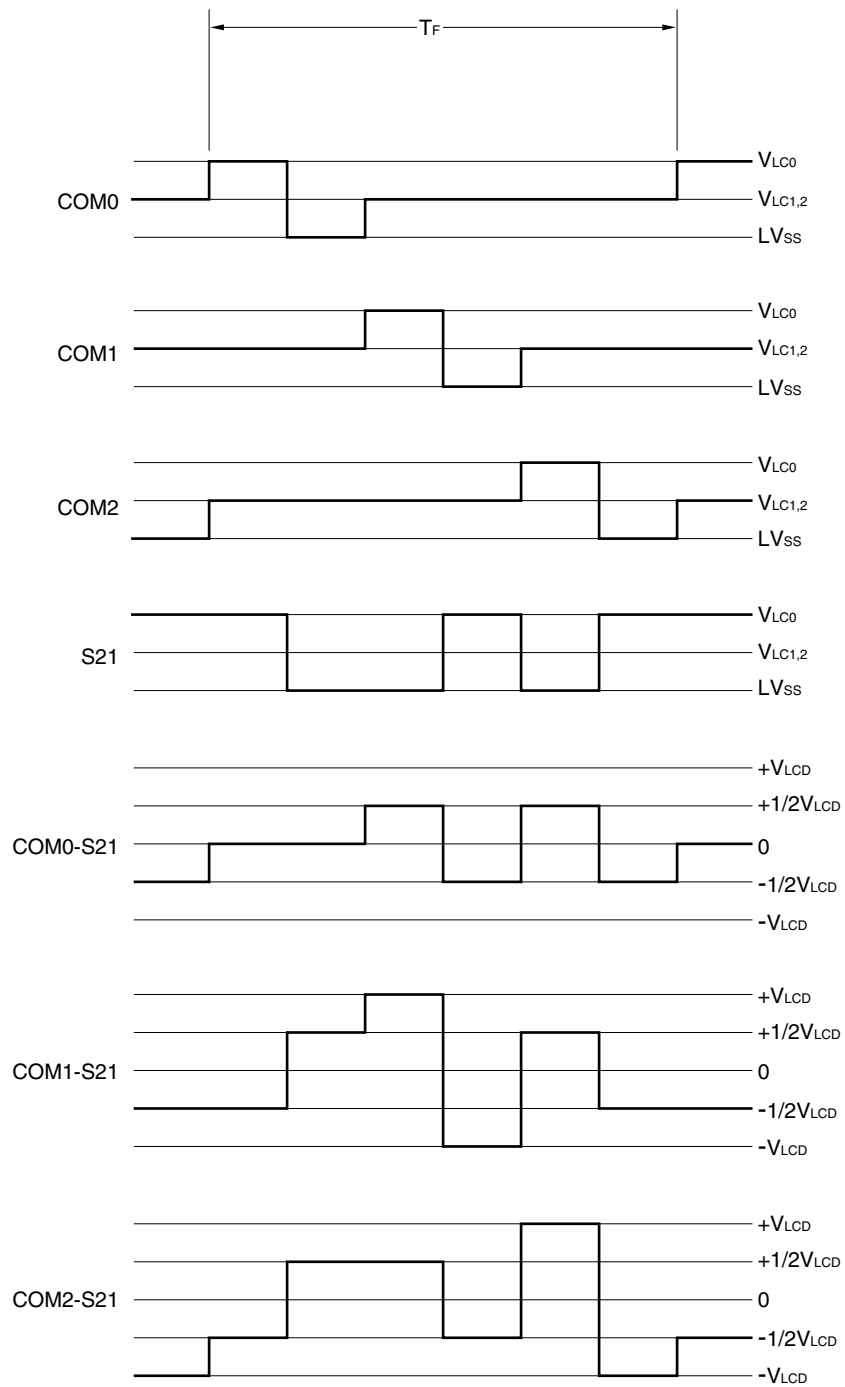 TF
COM0
VLC0
VLC1,2
LVSS
COM1
VLC0
VLC1,2
LVSS
COM2
VLC0
VLC1,2
LVSS
S21
VLC0
VLC1,2
LVSS
COM0-S21
+VLCD
+1/2VLCD
0
-1/2VLCD
-VLCD
COM1-S21
+VLCD
+1/2VLCD
0
-1/2VLCD
-VLCD
COM2-S21
+VLCD
+1/2VLCD
0
-1/2VLCD
-VLCD